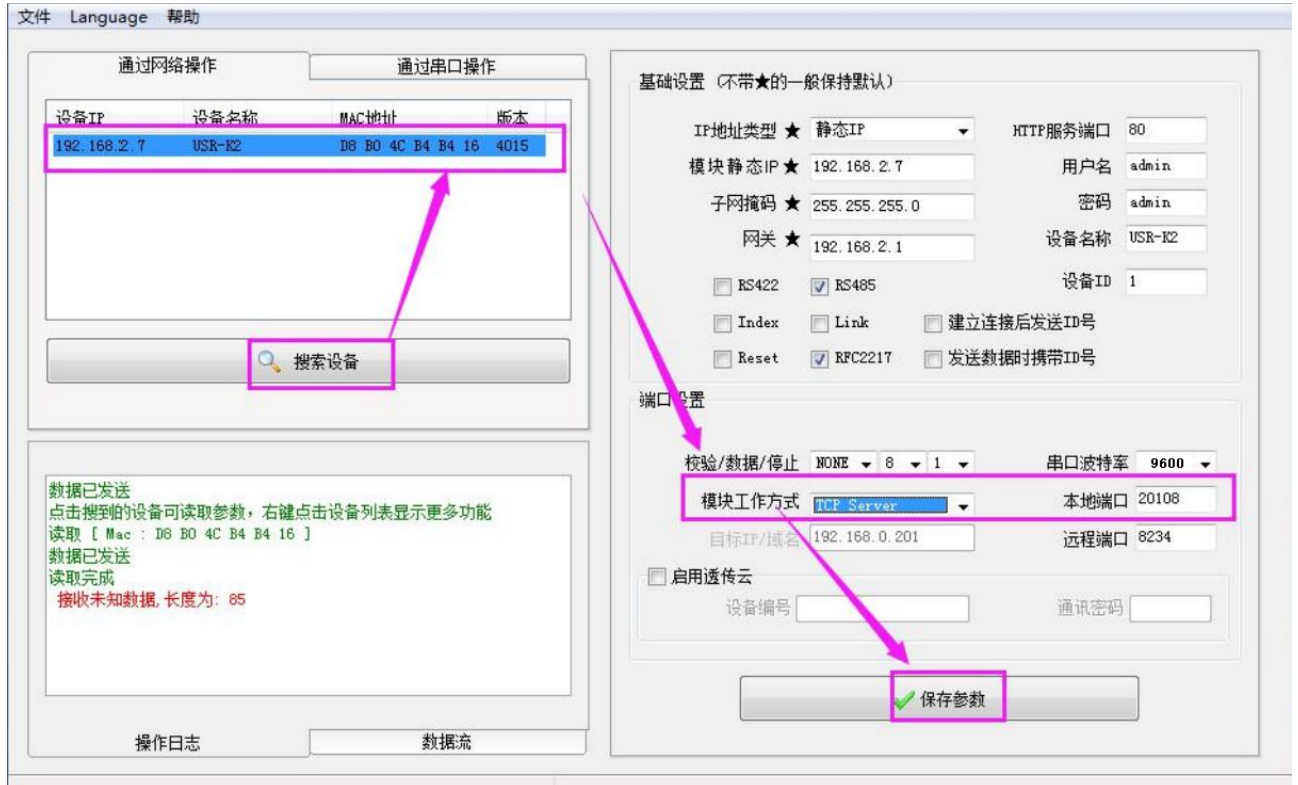 文件 Language 帮助
通过网络操作 通过串口操作
设备IP 设备名称 MAC地址 版本
192.168.2.7 USR-K2 D8 B0 4C B4 B4 16 4015
搜索设备
数据已发送
点击搜到的设备可读取参数，右键点击设备列表显示更多功能
读取 [ Mac : D8 B0 4C B4 B4 16 ]
数据已发送
读取完成
接收未知数据,长度为: 85
操作日志 数据流
基础设置 (不带★的一般保持默认)
IP地址类型 ★ 静态IP HTTP服务端口 80
模块静态IP ★ 192.168.2.7 用户名 admin
子网掩码 ★ 255.255.255.0 密码 admin
网关 ★ 192.168.2.1 设备名称 USR-K2
RS422 RS485 设备ID 1
Index Link 建立连接后发送ID号
Reset RFC2217 发送数据时携带ID号
端口设置
校验/数据/停止 NONE 8 1 串口波特率 9600
模块工作方式 TCP Server 本地端口 20108
目标IP/域名 192.168.0.201 远程端口 8234
启用透传云
设备编号 通讯密码
保存参数